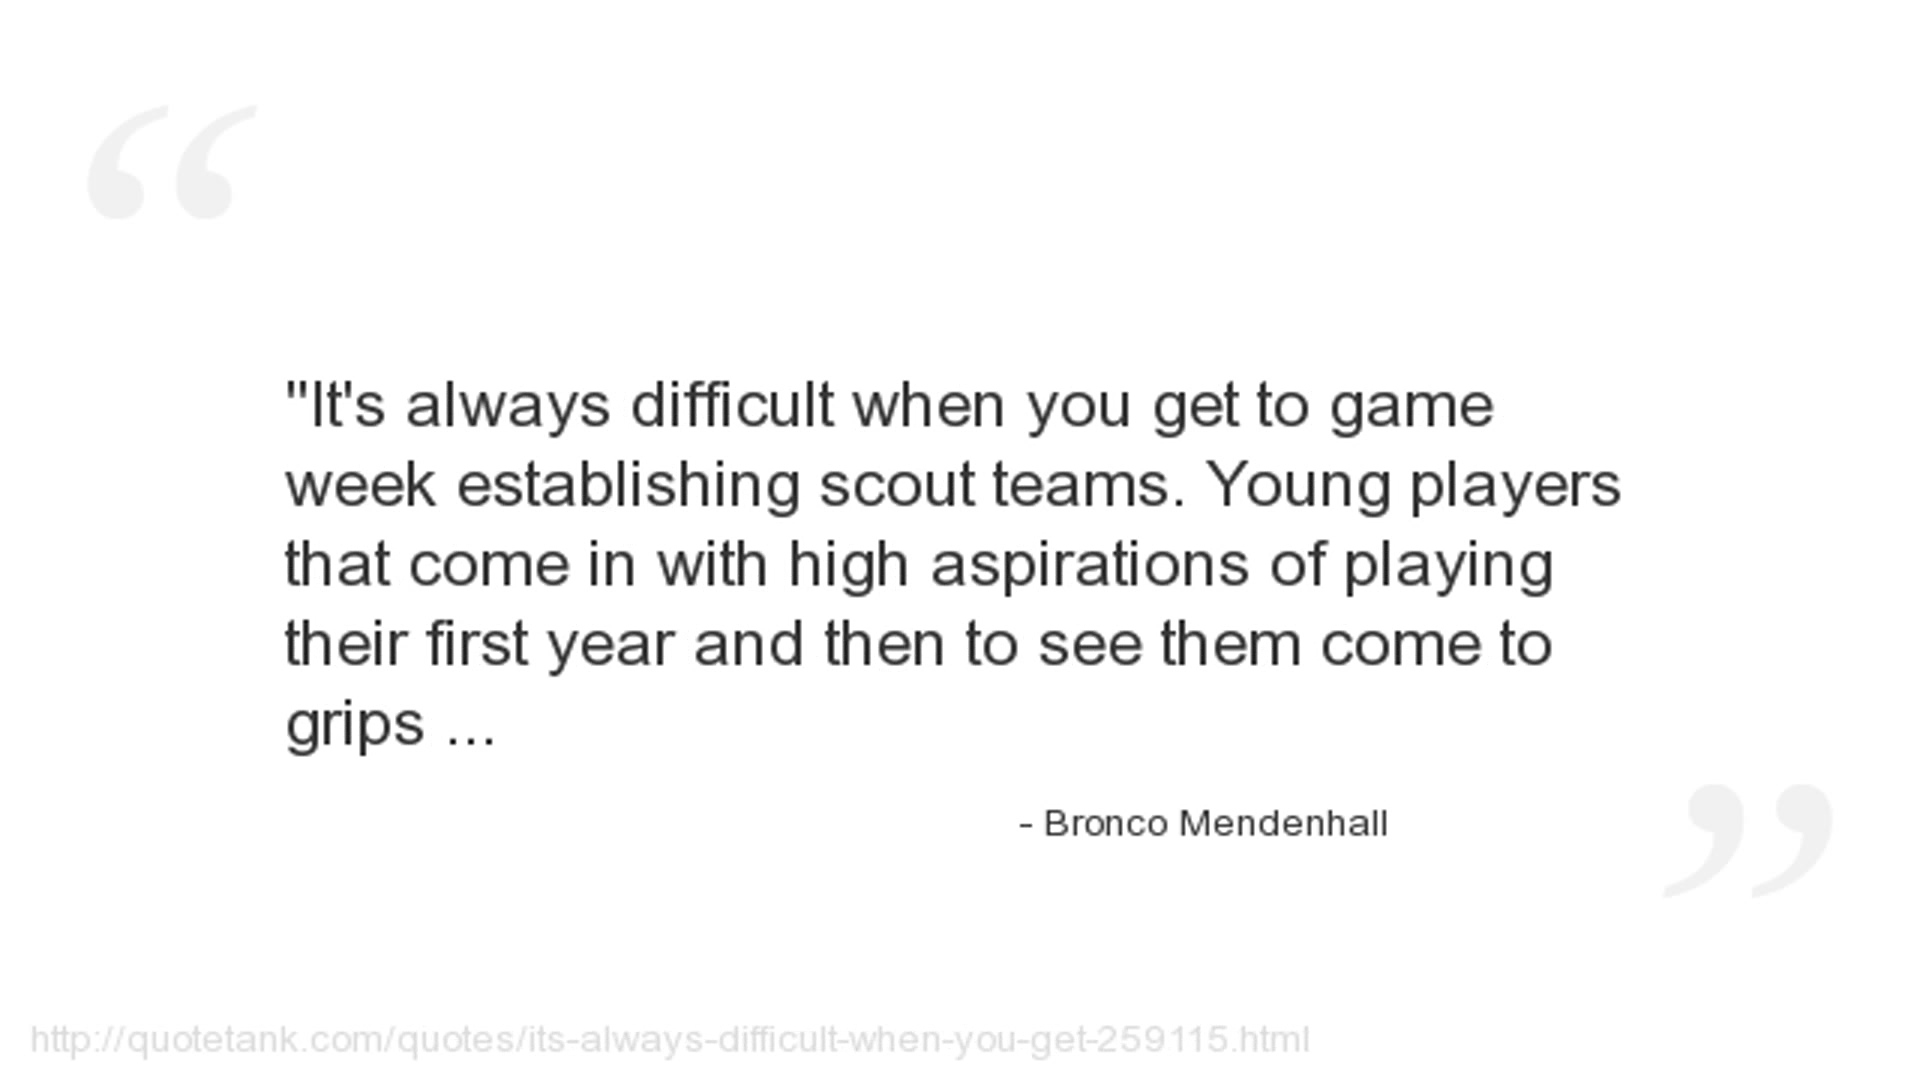 "It's always difficult when you get to game
week establishing scout teams. Young players
that come in with high aspirations of playing
their first year and then to see them come to
grips ...
- Bronco Mendenhall
http://quotetank.com/quotes/its-always-difficult-when-you-get-259115.html